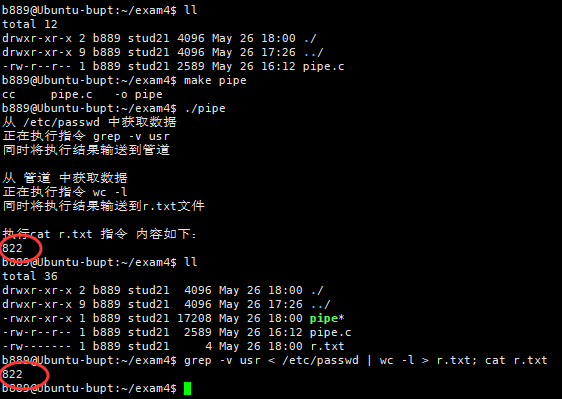 b889@Ubuntu-bupt:~/exam4$ ll
total 12
drwxr-xr-x 2 b889 stud21 4096 May 26 18:00 ./
drwxr-xr-x 9 b889 stud21 4096 May 26 17:26 ../
-rw-r--r-- 1 b889 stud21 2589 May 26 16:12 pipe.c
b889@Ubuntu-bupt:~/exam4$ make pipe
cc     pipe.c   -o pipe
b889@Ubuntu-bupt:~/exam4$ ./pipe
从 /etc/passwd 中获取数据
正在执行指令 grep -v usr
同时将执行结果输送到管道
从 管道 中获取数据
正在执行指令 wc -l
同时将执行结果输送到r.txt文件
执行cat r.txt 指令 内容如下：
822
b889@Ubuntu-bupt:~/exam4$ ll
total 36
drwxr-xr-x 2 b889 stud21  4096 May 26 18:00 ./
drwxr-xr-x 9 b889 stud21  4096 May 26 17:26 ../
-rwxr-xr-x 1 b889 stud21 17208 May 26 18:00 pipe*
-rw-r--r-- 1 b889 stud21  2589 May 26 16:12 pipe.c
-rw------- 1 b889 stud21     4 May 26 18:00 r.txt
b889@Ubuntu-bupt:~/exam4$ grep -v usr < /etc/passwd | wc -l > r.txt; cat r.txt
822
b889@Ubuntu-bupt:~/exam4$